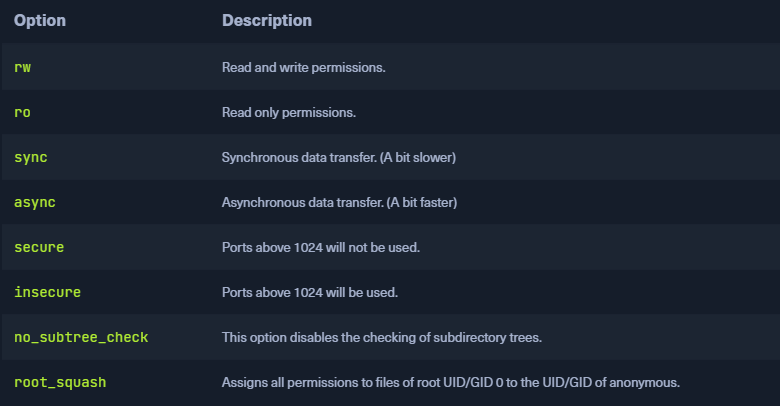 Option Description
rw Read and write permissions.
ro Read only permissions.
sync Synchronous data transfer. (A bit slower)
async Asynchronous data transfer. (A bit faster)
secure Ports above 1024 will not be used.
insecure Ports above 1024 will be used.
no_subtree_check This option disables the checking of subdirectory trees.
root_squash Assigns all permissions to files of root UID/GID 0 to the UID/GID of anonymous.